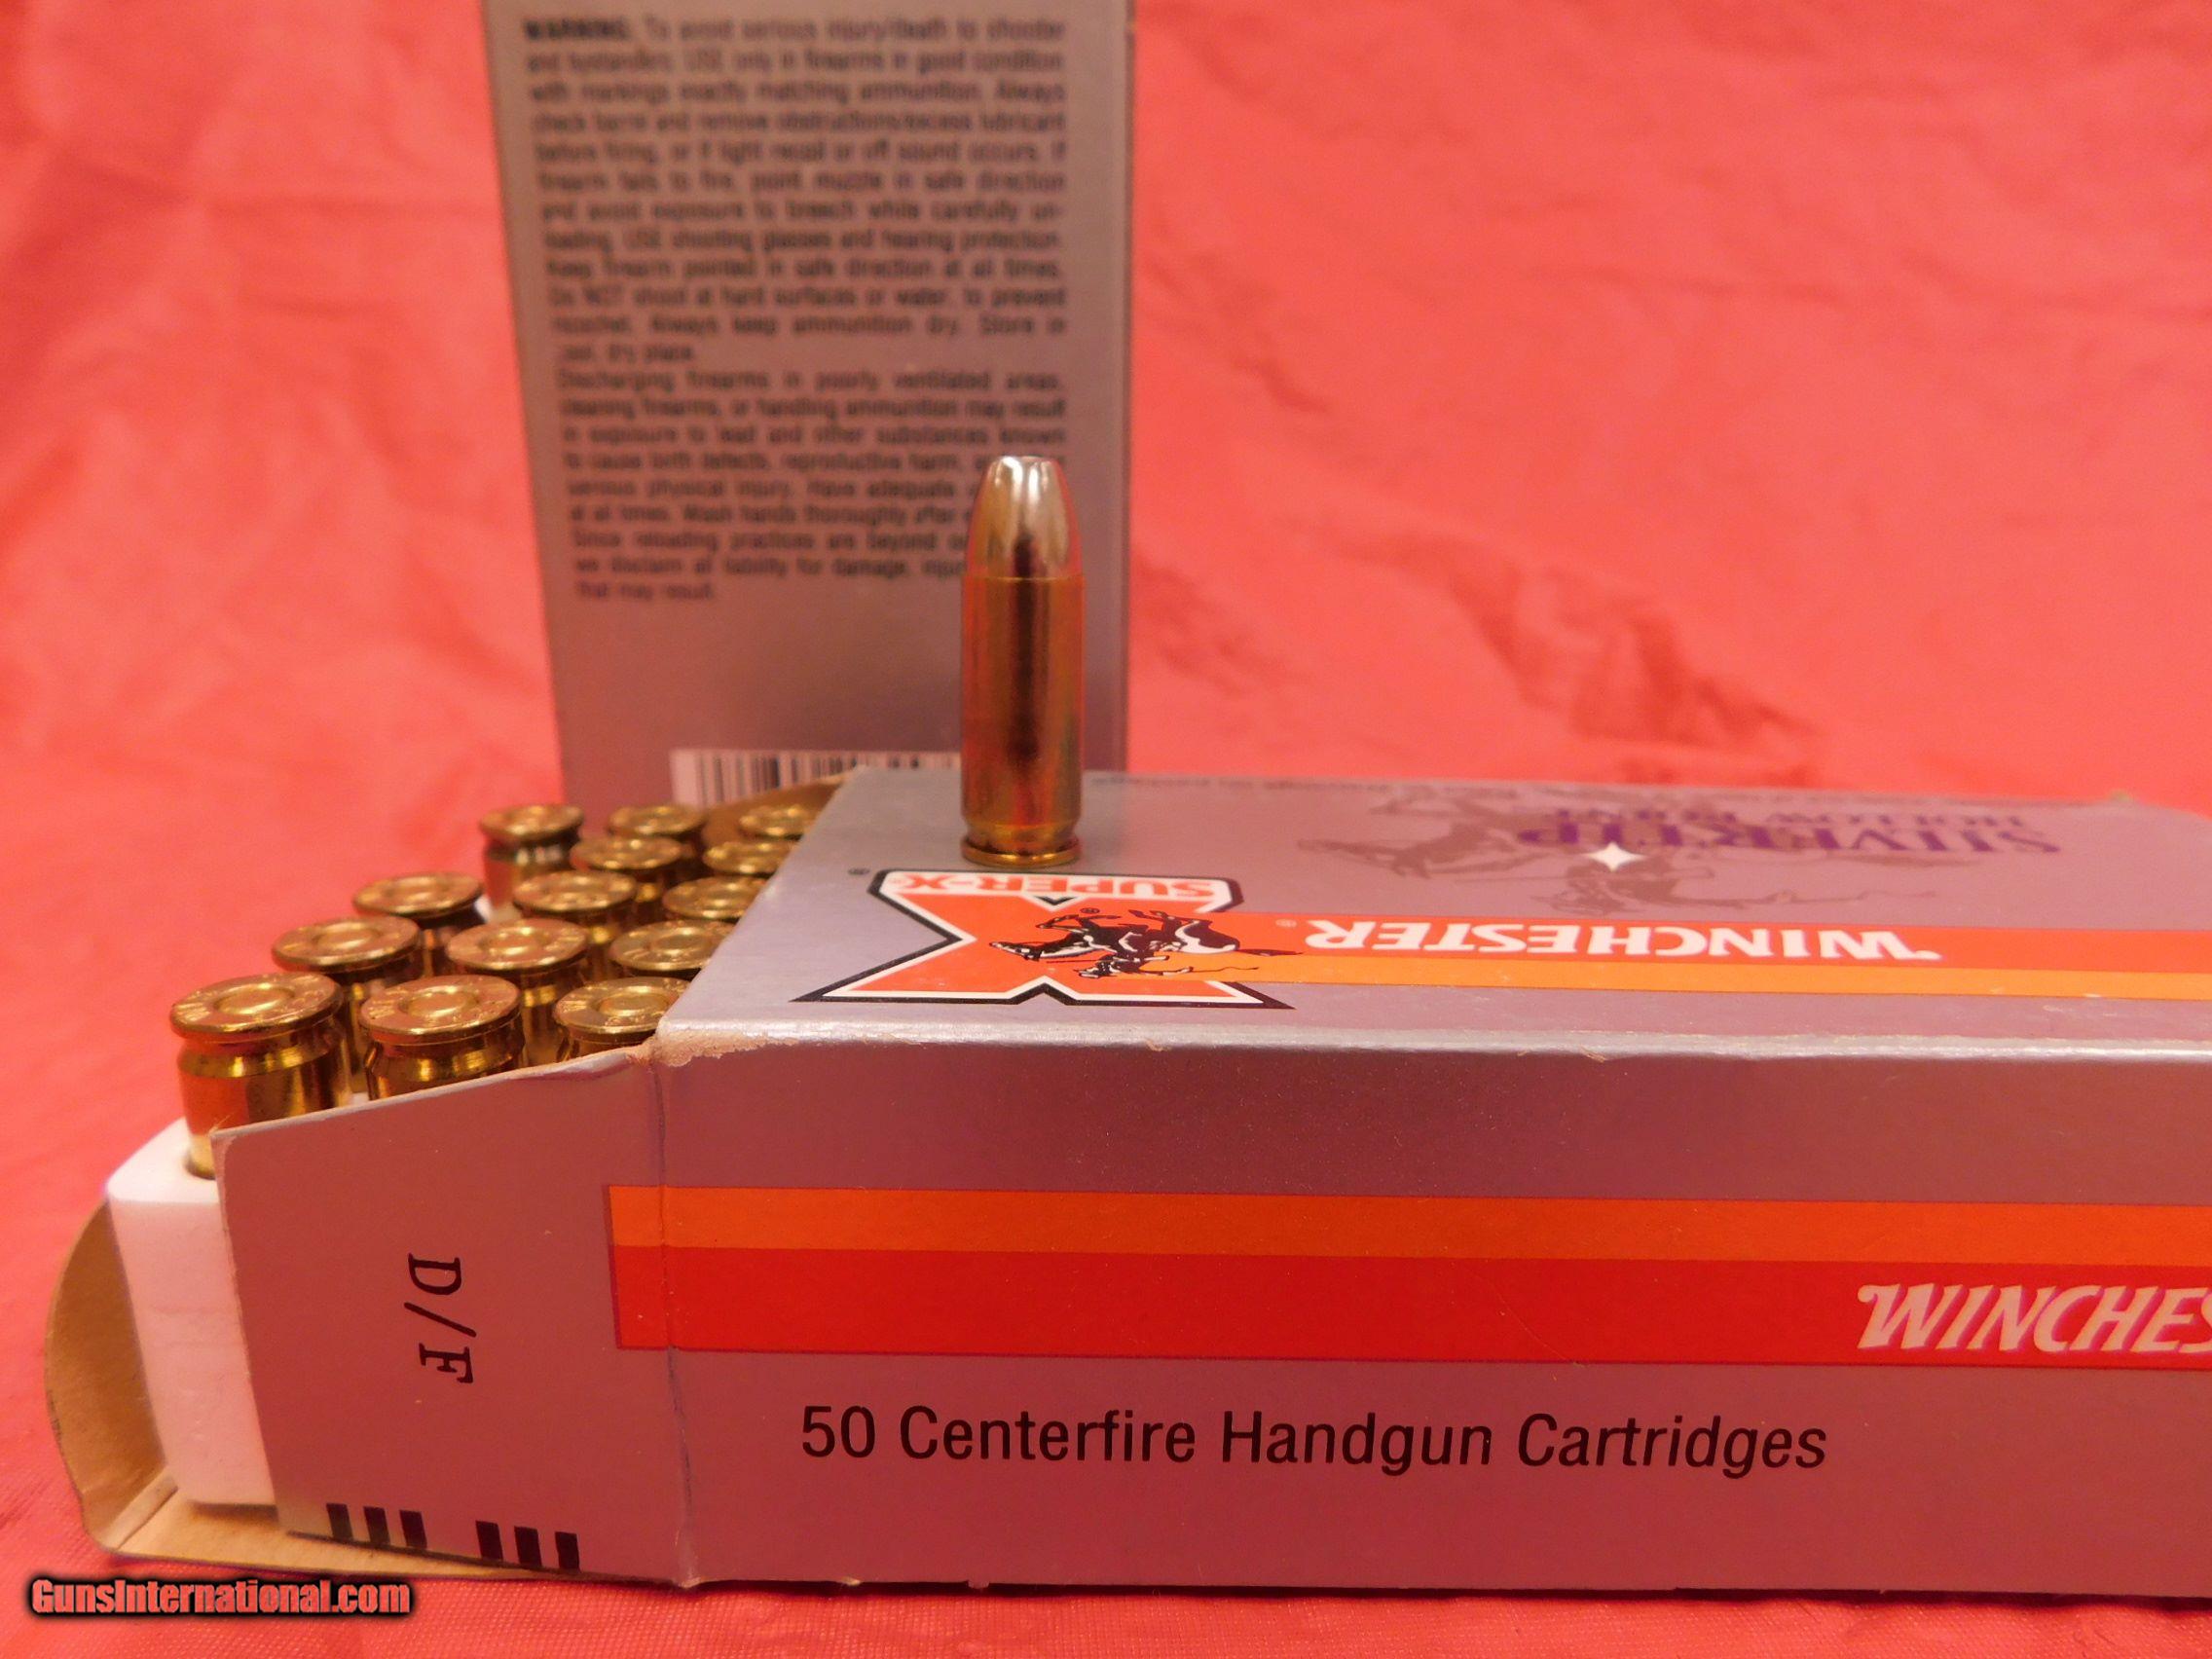 WARNING: To avoid serious injury/death to shooter
and bystanders: USE only in firearms in good condition
with markings exactly matching ammunition. Always
check barrel and remove obstructions/excess lubricant
before firing, or if light recoil or off sound occurs. If
firearm fails to fire, point muzzle in safe direction
and avoid exposure to breech while carefully un-
loading. USE shooting glasses and hearing protection.
Keep firearm pointed in safe direction at all times.
Do NOT shoot at hard surfaces or water, to prevent
ricochet. Always keep ammunition dry. Store in
cool, dry place.
Discharging firearms in poorly ventilated areas,
cleaning firearms, or handling ammunition may result
in exposure to lead and other substances known
to cause birth defects, reproductive harm,
serious physical injury. Have adequate
at all times. Wash hands thoroughly after
Since reloading practices are beyond
we disclaim all liability for damage,
that may result.
SILVERTIP
HOLLOW POINT
SUPER-X®
WINCHESTER®
WINCHES
50 Centerfire Handgun Cartridges
D/F
GunsInternational.com